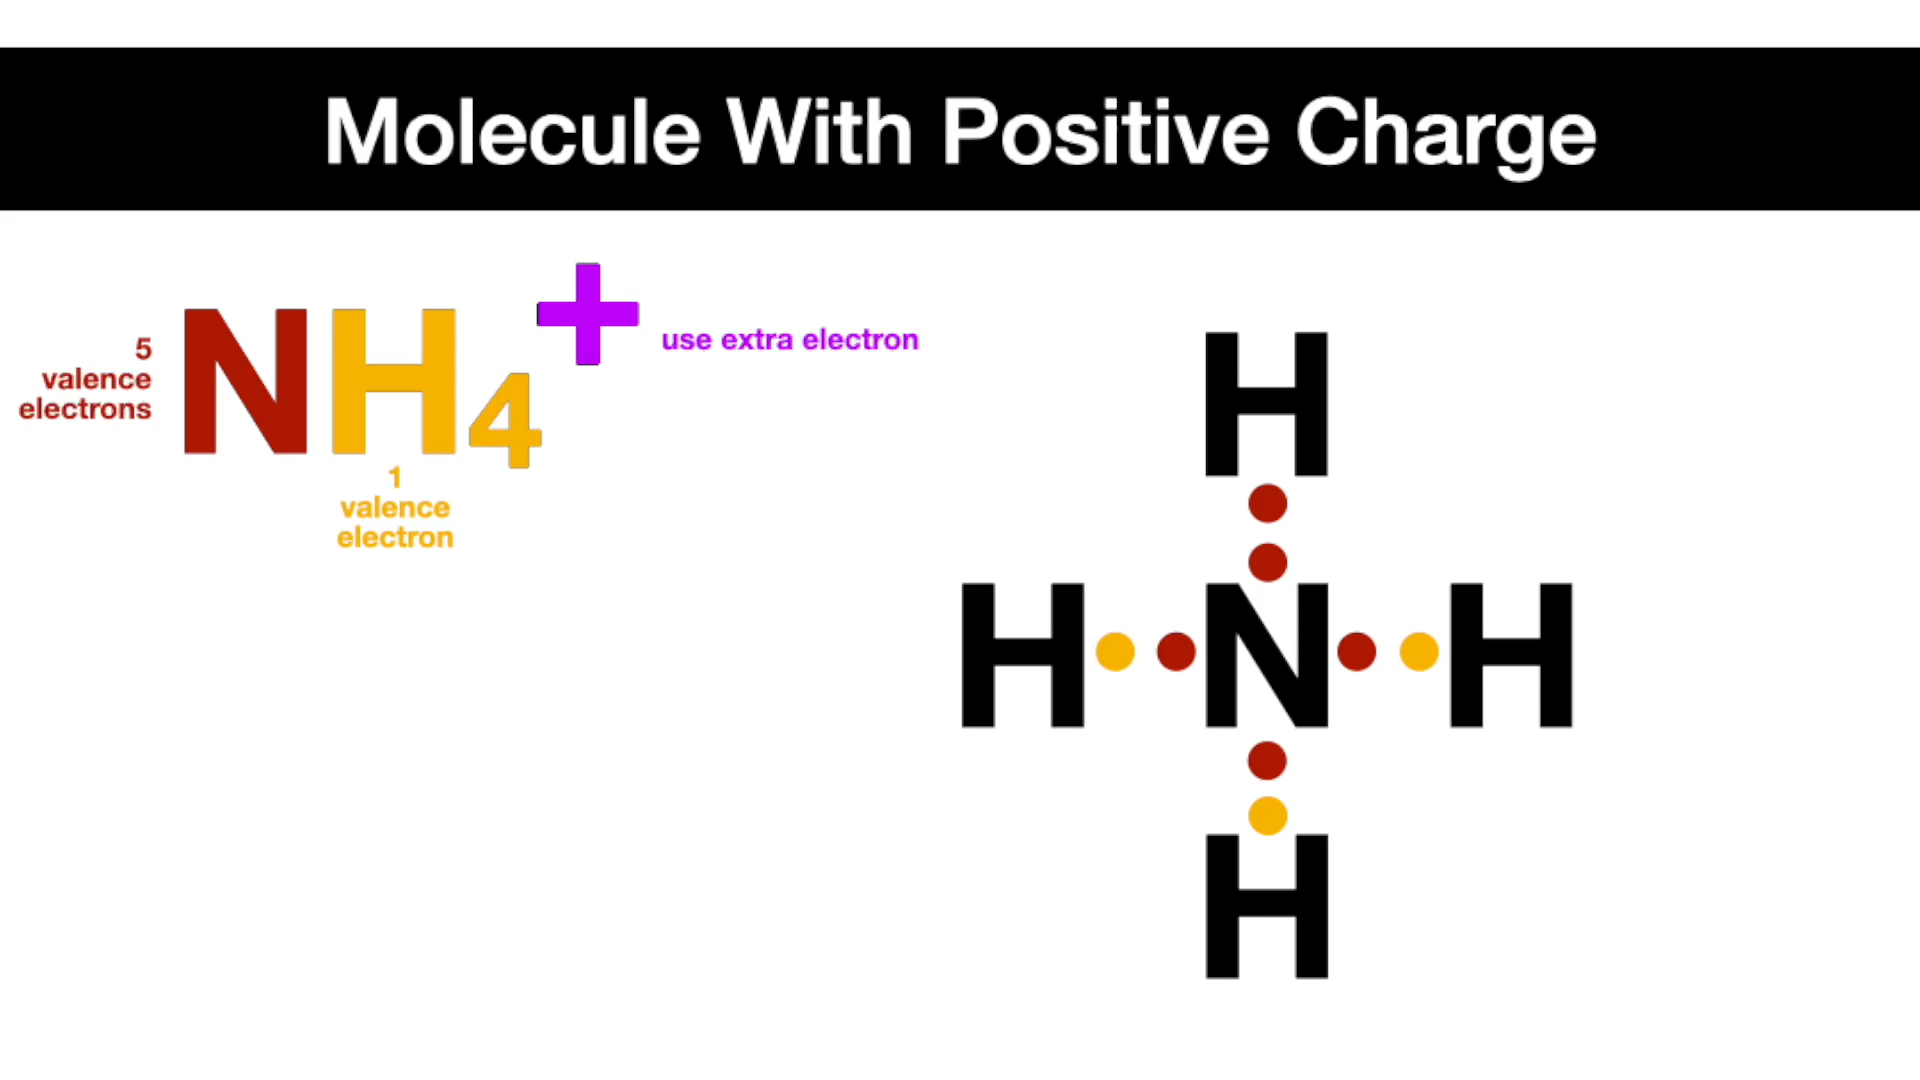 Molecule With Positive Charge
5
valence
electrons
NH4+
use extra electron
1
valence
electron
H
H N H
H